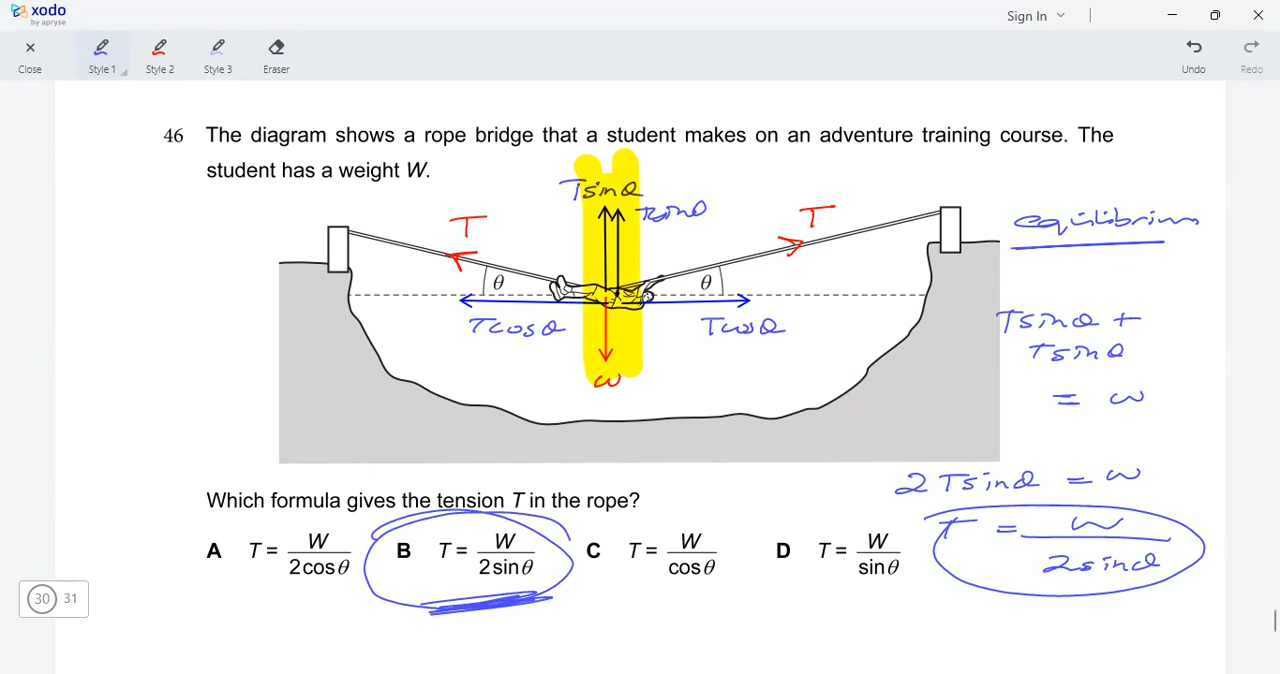 xodo
by apryse
Sign In
Close
Style 1
Style 2
Style 3
Eraser
Undo
Redo
46 The diagram shows a rope bridge that a student makes on an adventure training course. The
student has a weight W.
Tsinθ
Tsinθ
T
T
equilibrium
θ
θ
Tcosθ
Tcosθ
Tsinθ +
Tsinθ
= w
w
2Tsinθ = w
Which formula gives the tension T in the rope?
T = w / 2sinθ
A T = W / 2cosθ B T = W / 2sinθ C T = W / cosθ D T = W / sinθ
30 31